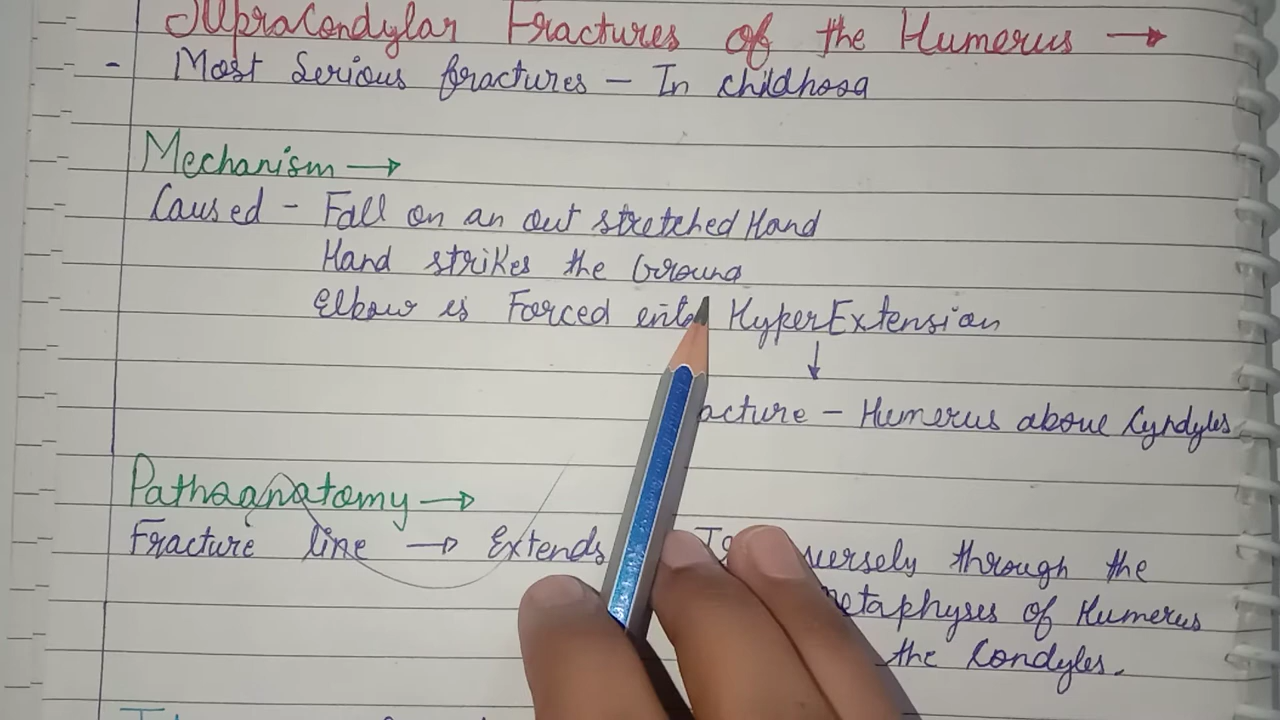 Supracondylar Fractures of the Humerus →
- Most Serious fractures - In childhood
Mechanism →
Caused - Fall on an out stretched Hand
Hand strikes the Ground
Elbow is Forced into HyperExtension
↓
acture - Humerus above Cyndyles
Pathoanatomy →
Fracture line → Extends versely through the
metaphyses of Humerus
the Condyles.